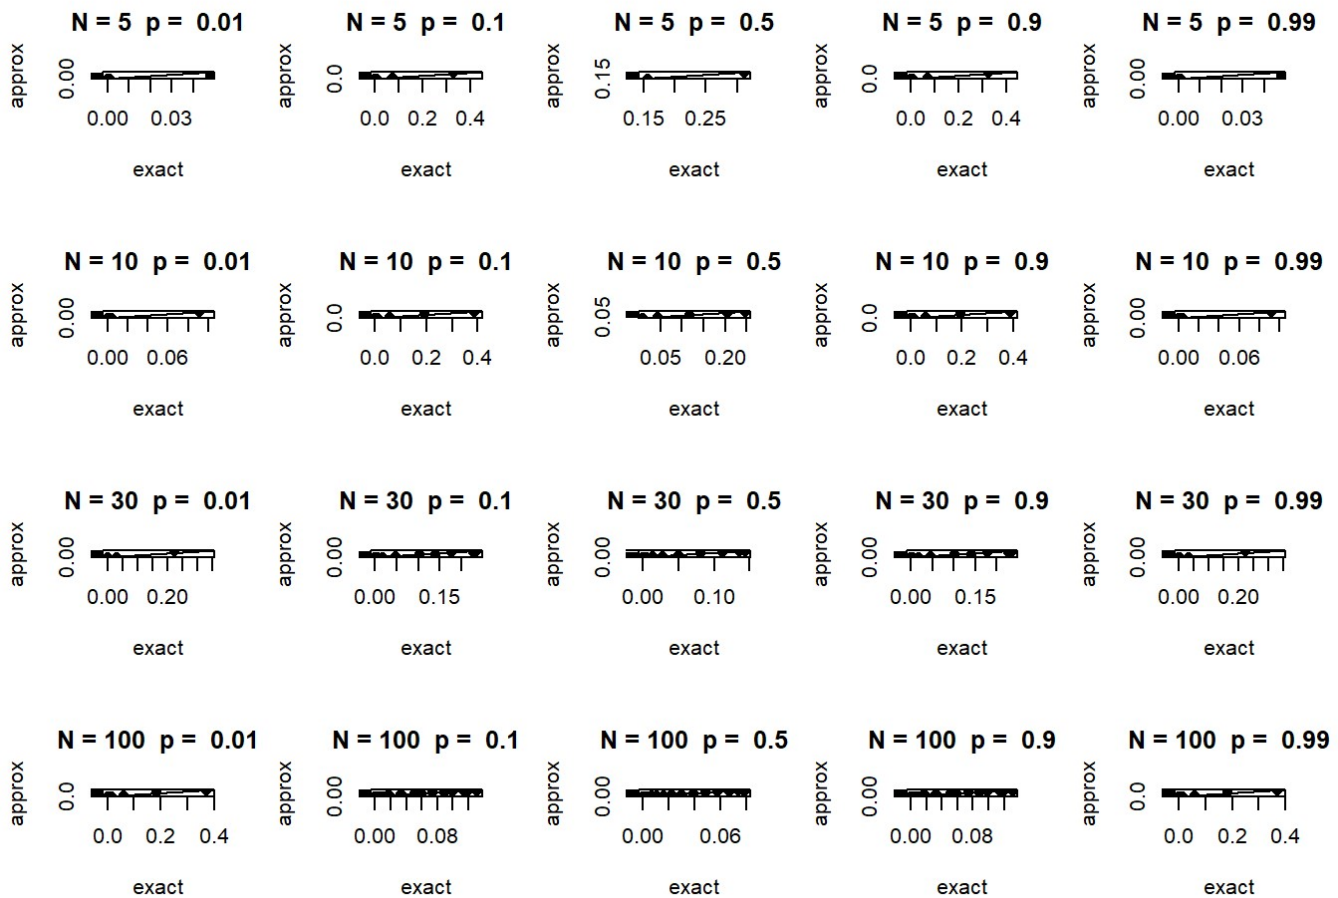 N = 5 p = 0.01 N = 5 p = 0.1 N = 5 p = 0.5 N = 5 p = 0.9 N = 5 p = 0.99
approx 0.00 approx 0.0 approx 0.15 approx 0.0 approx 0.00
0.00 0.03 0.0 0.2 0.4 0.15 0.25 0.0 0.2 0.4 0.00 0.03
exact exact exact exact exact
N = 10 p = 0.01 N = 10 p = 0.1 N = 10 p = 0.5 N = 10 p = 0.9 N = 10 p = 0.99
approx 0.00 approx 0.0 approx 0.05 approx 0.0 approx 0.00
0.00 0.06 0.0 0.2 0.4 0.05 0.20 0.0 0.2 0.4 0.00 0.06
exact exact exact exact exact
N = 30 p = 0.01 N = 30 p = 0.1 N = 30 p = 0.5 N = 30 p = 0.9 N = 30 p = 0.99
approx 0.00 approx 0.00 approx 0.00 approx 0.00 approx 0.00
0.00 0.20 0.00 0.15 0.00 0.10 0.00 0.15 0.00 0.20
exact exact exact exact exact
N = 100 p = 0.01 N = 100 p = 0.1 N = 100 p = 0.5 N = 100 p = 0.9 N = 100 p = 0.99
approx 0.0 approx 0.00 approx 0.00 approx 0.00 approx 0.0
0.0 0.2 0.4 0.00 0.08 0.00 0.06 0.00 0.08 0.0 0.2 0.4
exact exact exact exact exact